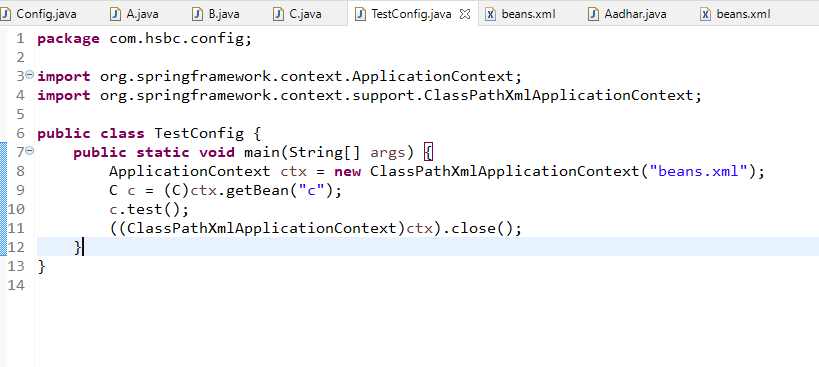 Config.java A.java B.java C.java TestConfig.java beans.xml Aadhar.java beans.xml
1 package com.hsbc.config;
2
3 import org.springframework.context.ApplicationContext;
4 import org.springframework.context.support.ClassPathXmlApplicationContext;
5
6 public class TestConfig {
7     public static void main(String[] args) {
8         ApplicationContext ctx = new ClassPathXmlApplicationContext("beans.xml");
9         C c = (C)ctx.getBean("c");
10         c.test();
11         ((ClassPathXmlApplicationContext)ctx).close();
12     }
13 }
14